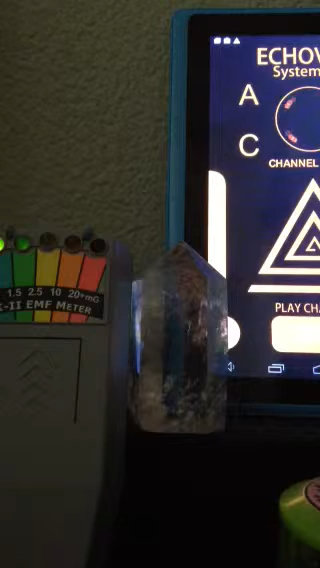 ECHOV
System
A
C
CHANNEL
PLAY CHA
1.5 2.5 10 20+mG
-II EMF METER